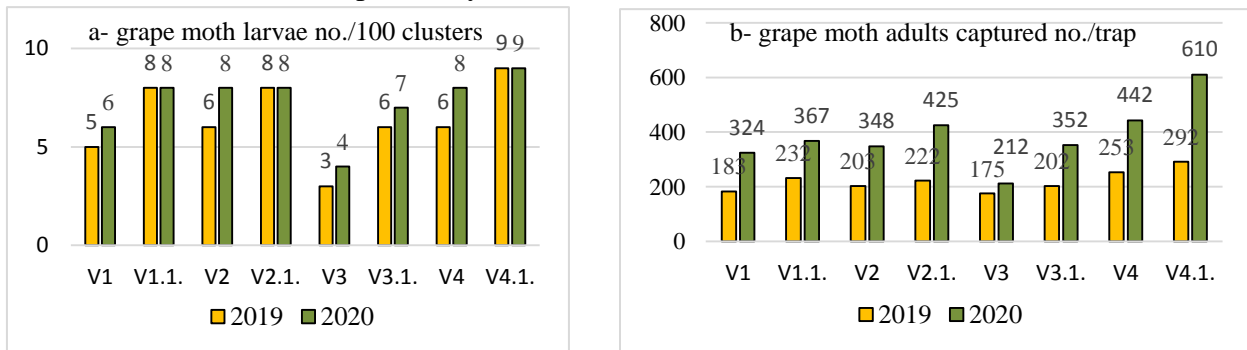 a- grape moth larvae no./100 clusters
10
5
0
5 6 8 8 6 8 8 8 3 4 6 7 6 8 9 9
V1 V1.1. V2 V2.1. V3 V3.1. V4 V4.1.
2019 2020
b- grape moth adults captured no./trap
800
600
400
200
0
183 324 232 367 203 348 222 425 175 212 202 352 253 442 292 610
V1 V1.1. V2 V2.1. V3 V3.1. V4 V4.1.
2019 2020